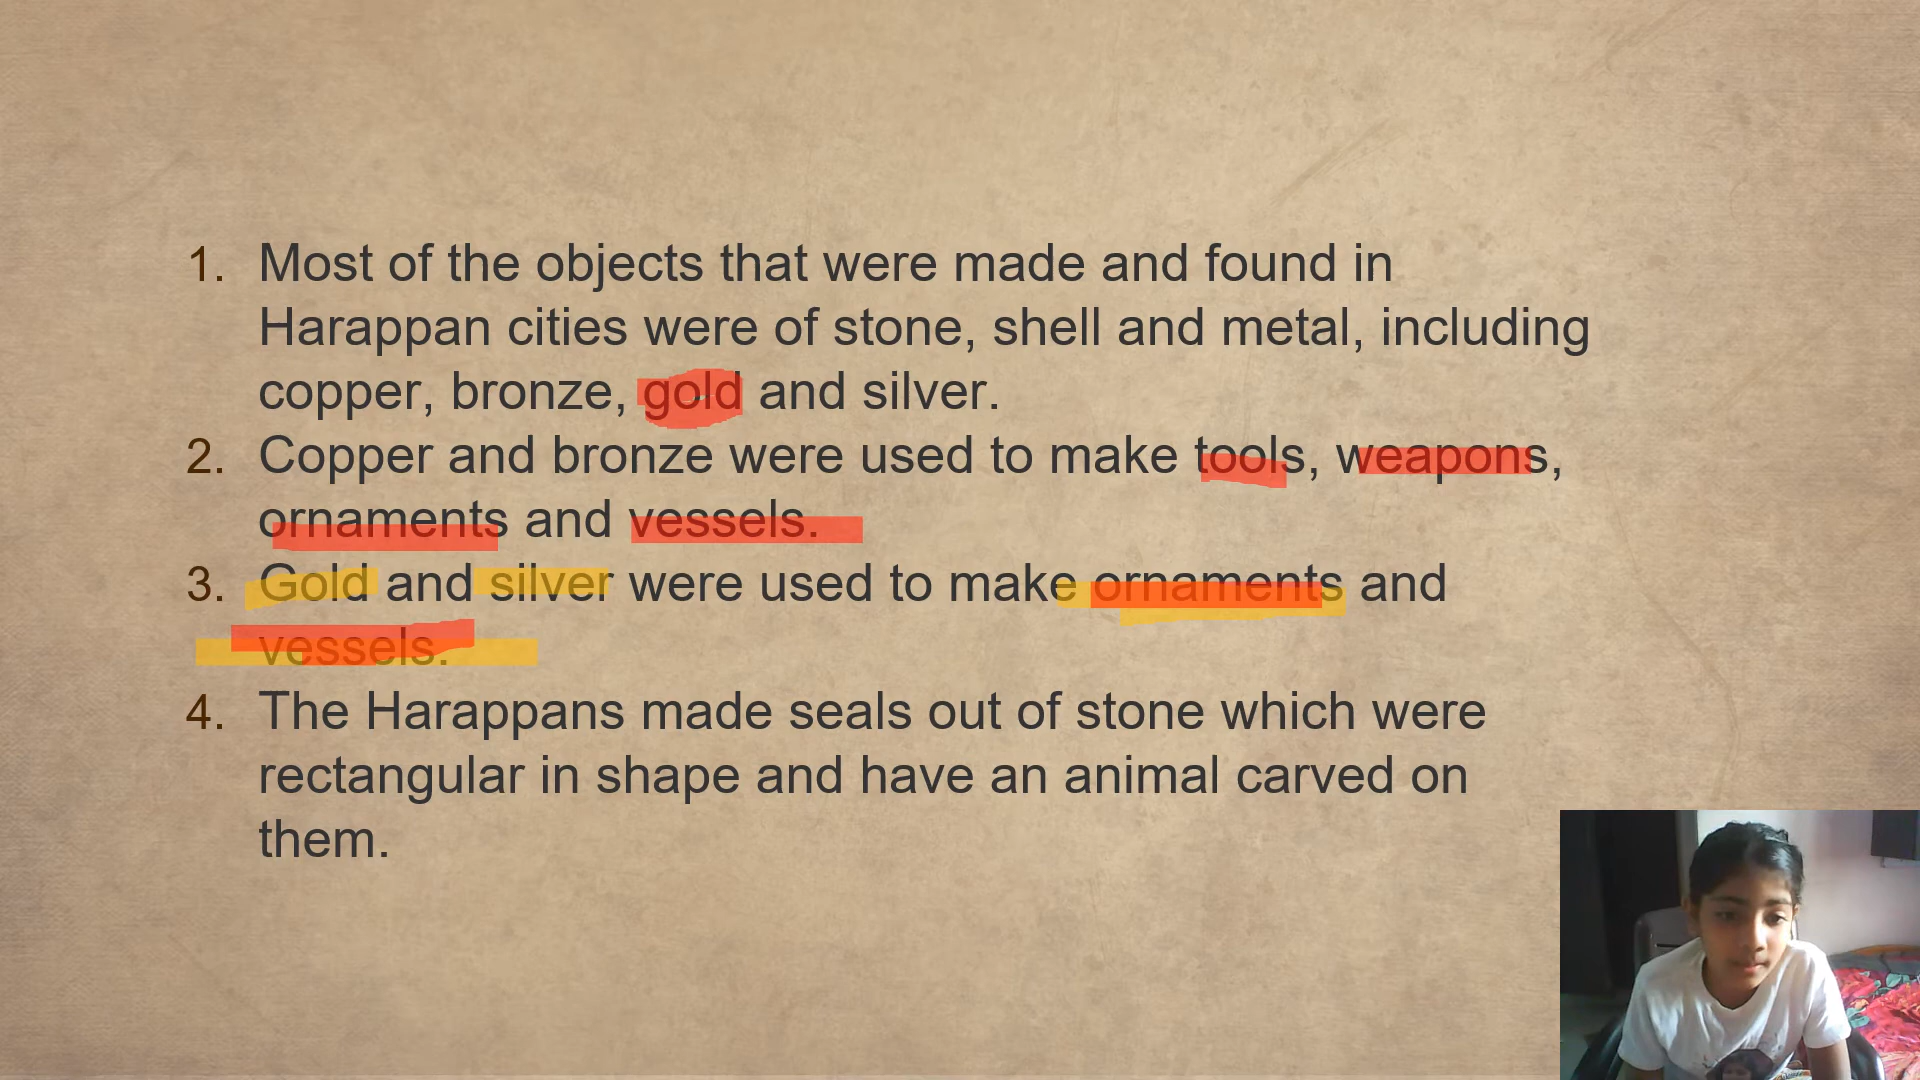 1. Most of the objects that were made and found in
Harappan cities were of stone, shell and metal, including
copper, bronze, gold and silver.
2. Copper and bronze were used to make tools, weapons,
ornaments and vessels.
3. Gold and silver were used to make ornaments and
vessels.
4. The Harappans made seals out of stone which were
rectangular in shape and have an animal carved on
them.